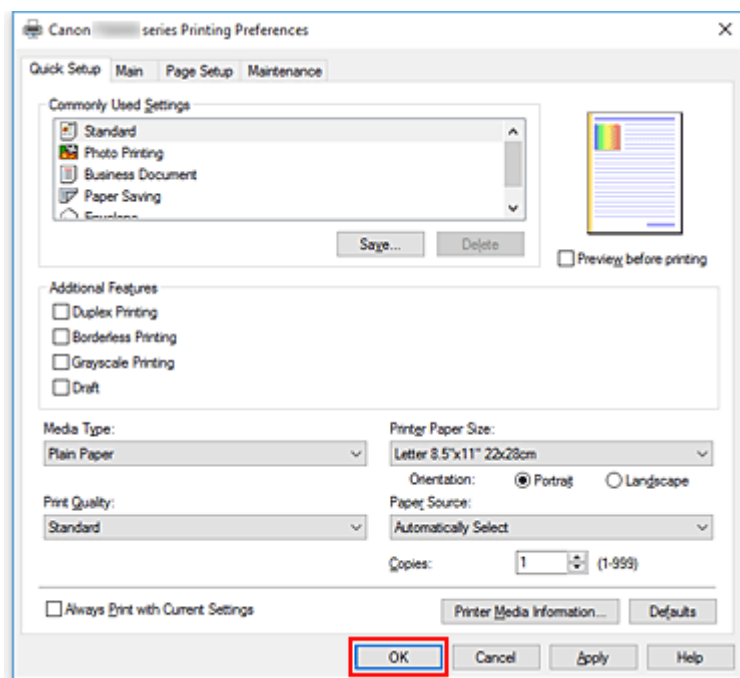 Canon series Printing Preferences
Quick Setup Main Page Setup Maintenance
Commonly Used Settings
Standard
Photo Printing
Business Document
Paper Saving
Envelope
Save... Delete
Preview before printing
Additional Features
Duplex Printing
Borderless Printing
Grayscale Printing
Draft
Media Type:
Plain Paper
Printer Paper Size:
Letter 8.5"x11" 22x28cm
Orientation: Portrait Landscape
Print Quality:
Standard
Paper Source:
Automatically Select
Copies: 1 (1-999)
Always Print with Current Settings
Printer Media Information... Defaults
OK Cancel Apply Help